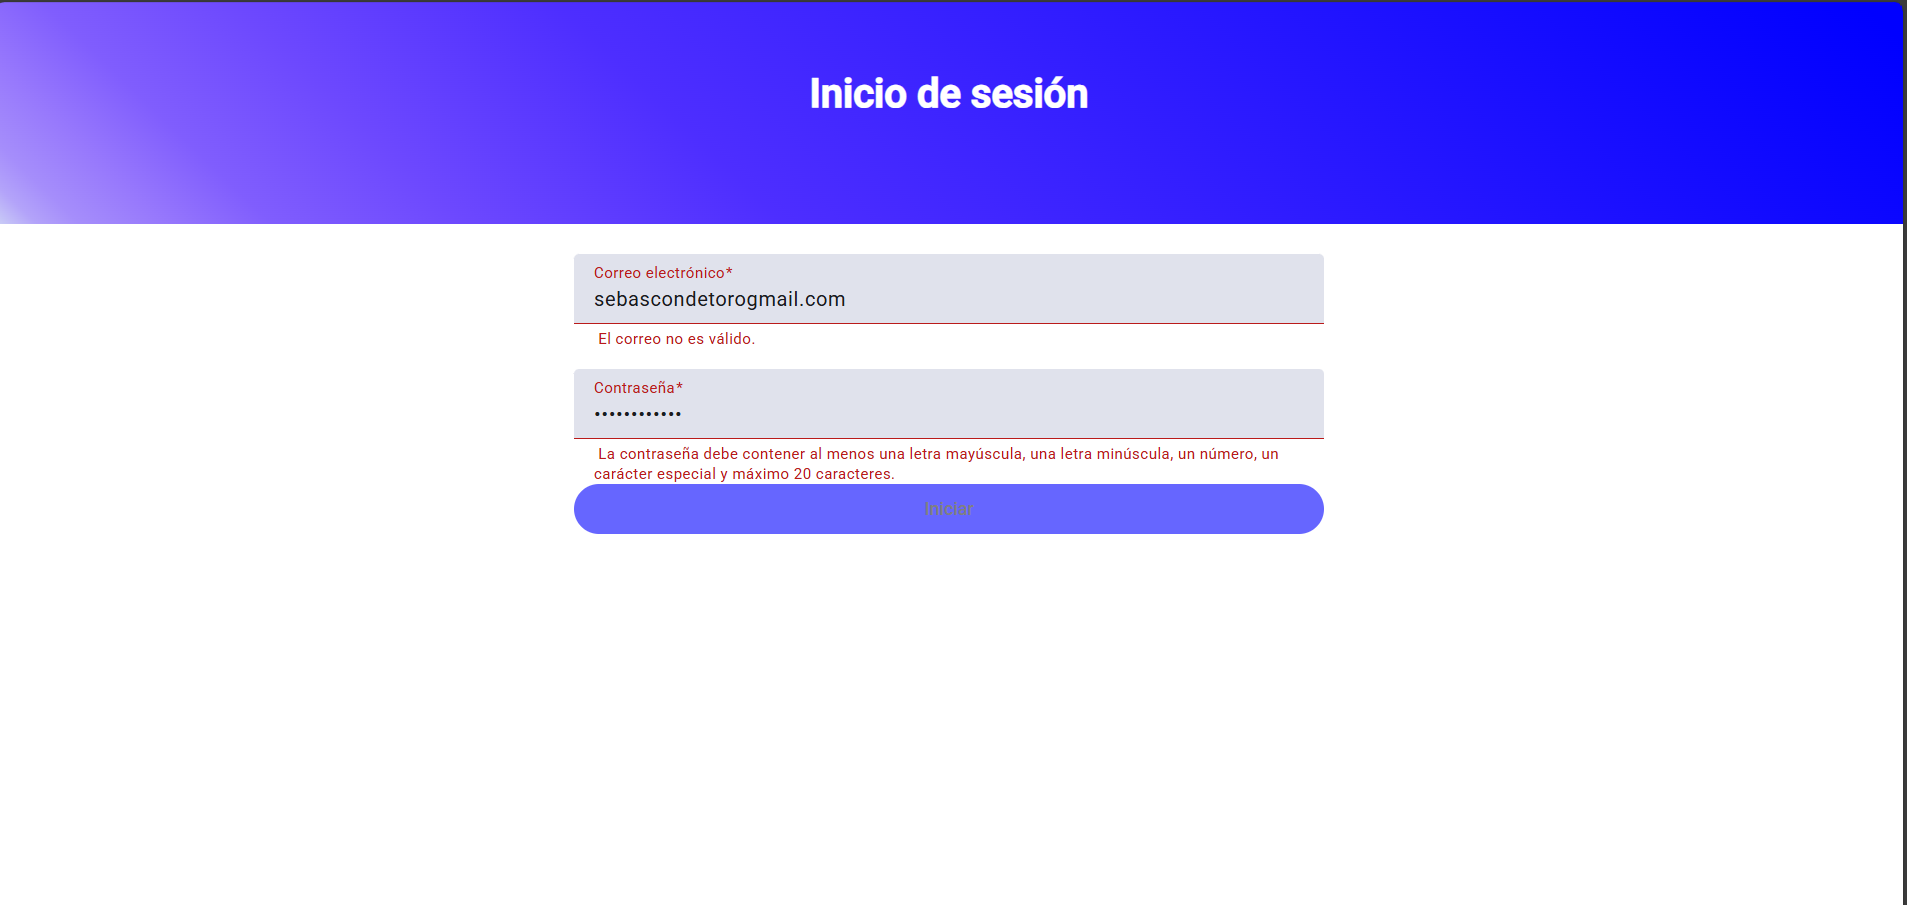 Inicio de sesión
Correo electrónico*
sebascondetorogmail.com
El correo no es válido.
Contraseña*
••••••••••••
La contraseña debe contener al menos una letra mayúscula, una letra minúscula, un número, un
carácter especial y máximo 20 caracteres.
Iniciar